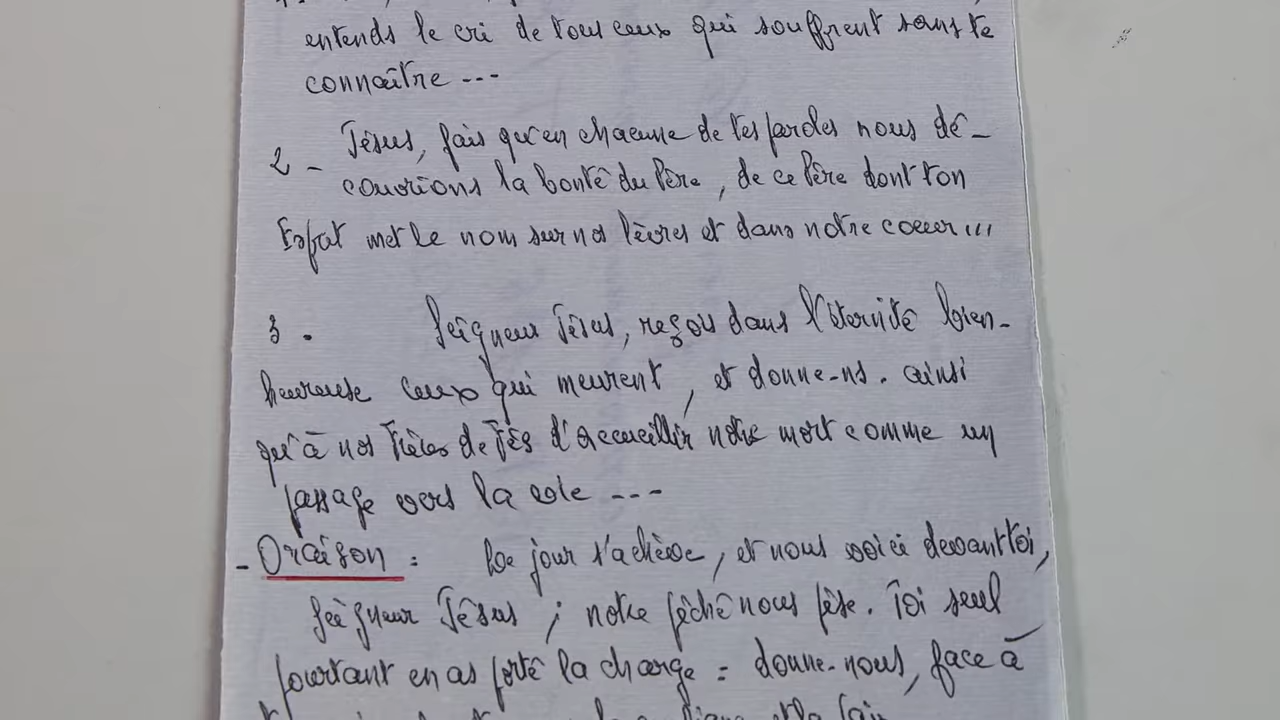 entends le cri de tous ceux qui souffrent sans te
connaître ---
2 - Jésus, fais qu'en chacune de tes paroles nous dé-
couvrions la bonté du Père, de ce Père dont ton
Esprit met le nom sur nos lèvres et dans notre coeur...
3. Seigneur Jésus, reçois dans l'éternité bien-
heureuse ceux qui meurent, et donne-ns. ainsi
qu'à nos Frères de d'accueillir notre mort comme un
passage vers la vie ---
- Oraison : Le jour s'achève, et nous voici devant toi,
Seigneur Jésus ; notre péché nous pèse. Toi seul
pourtant en as porté la charge : donne-nous, face à